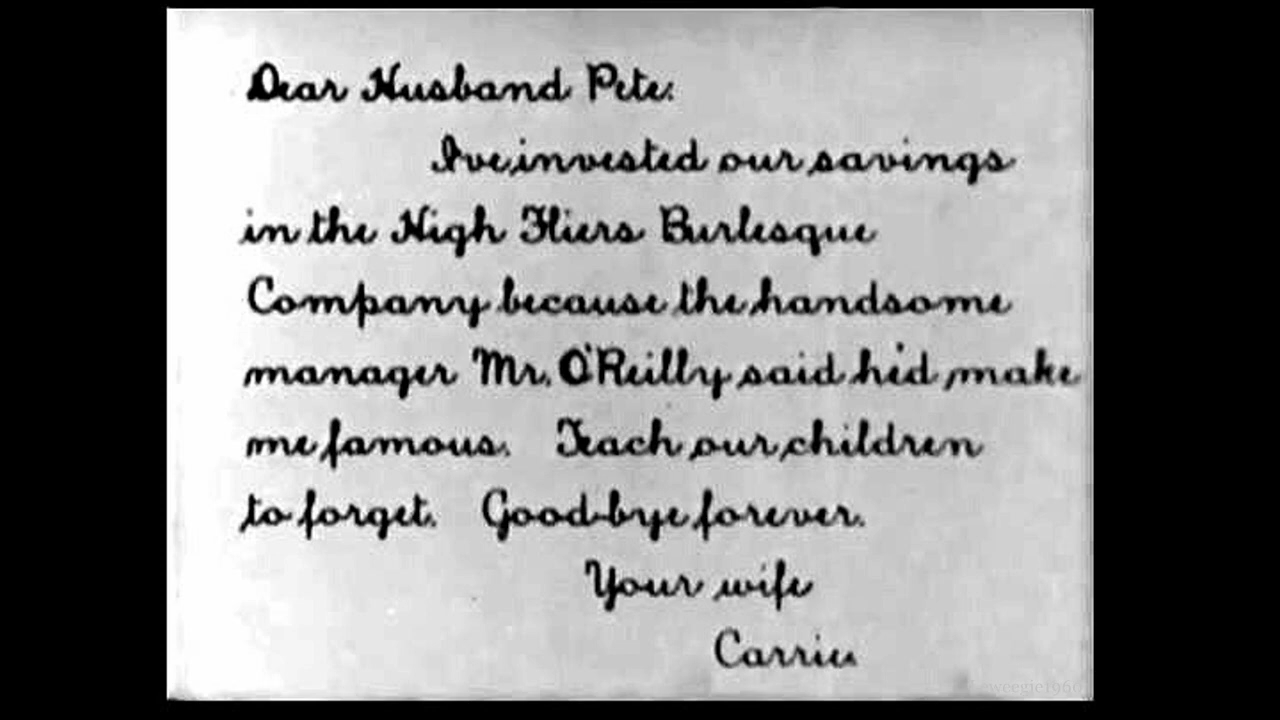 Dear Husband Pete:
I've invested our savings
in the High Fliers Burlesque
Company because the handsome
manager Mr. O'Reilly said he'd make
me famous. Teach our children
to forget. Good-bye forever.
Your wife
Carrie.